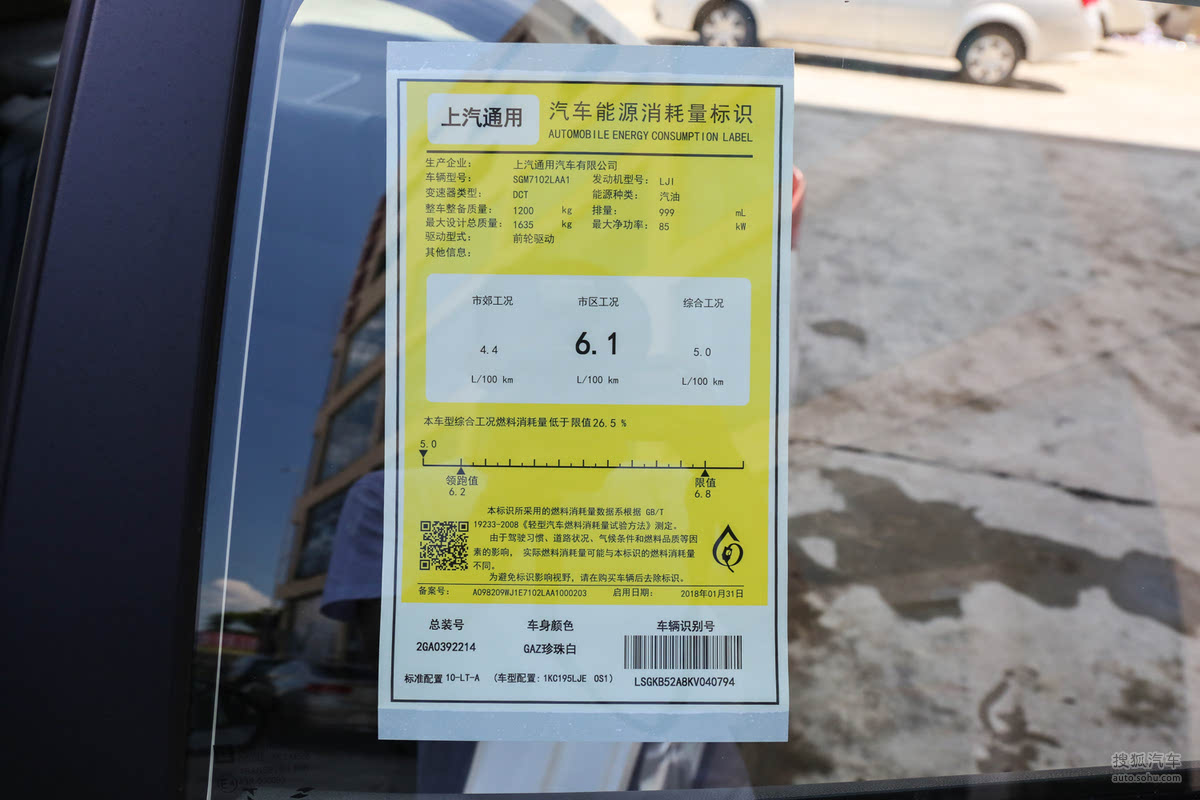 上汽通用
汽车能源消耗量标识
AUTOMOBILE ENERGY CONSUMPTION LABEL
生产企业: 上汽通用汽车有限公司
车辆型号: SGM7102LAA1 发动机型号: LJI
变速器类型: DCT 能源种类: 汽油
整车整备质量: 1200 kg 排量: 999 mL
最大设计总质量: 1635 kg 最大净功率: 85 kW
驱动型式: 前轮驱动
其他信息:
市郊工况 市区工况 综合工况
4.4 6.1 5.0
L/100 km L/100 km L/100 km
本车型综合工况燃料消耗量低于限值26.5 %
5.0
领跑值 限值
6.2 6.8
本标识所采用的燃料消耗量数据系根据 GB/T
19233-2008《轻型汽车燃料消耗量试验方法》测定。
由于驾驶习惯、道路状况、气候条件和燃料品质等因
素的影响, 实际燃料消耗量可能与本标识的燃料消耗量
不同。
为避免标识影响视野, 请在购买车辆后去除标识。
备案号: A098209WJ1E7102LAA1000203 启用日期: 2018年01月31日
总装号 车身颜色 车辆识别号
2GA0392214 GAZ珍珠白
标准配置 10-LT-A (车型配置: 1KC195LJE OS1) LSGKB52A8KV040794
搜狐汽车
auto.sohu.com